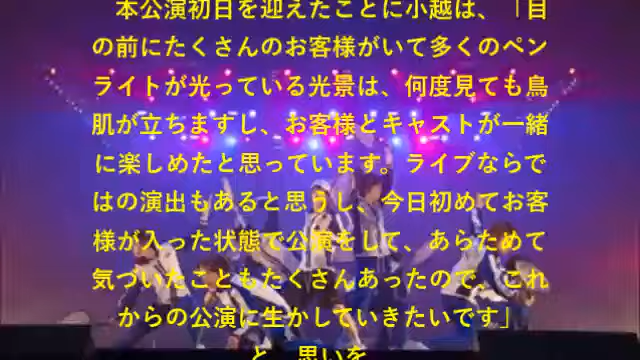 本公演初日を迎えたことに小越は、「目
の前にたくさんのお客様がいて多くのペン
ライトが光っている光景は、何度見ても鳥
肌が立ちますし、お客様とキャストが一緒
に楽しめたと思っています。ライブならで
はの演出もあると思うし、今日初めてお客
様が入った状態で公演をして、あらためて
気づいたこともたくさんあったので、これ
からの公演に生かしていきたいです」
と、思いを